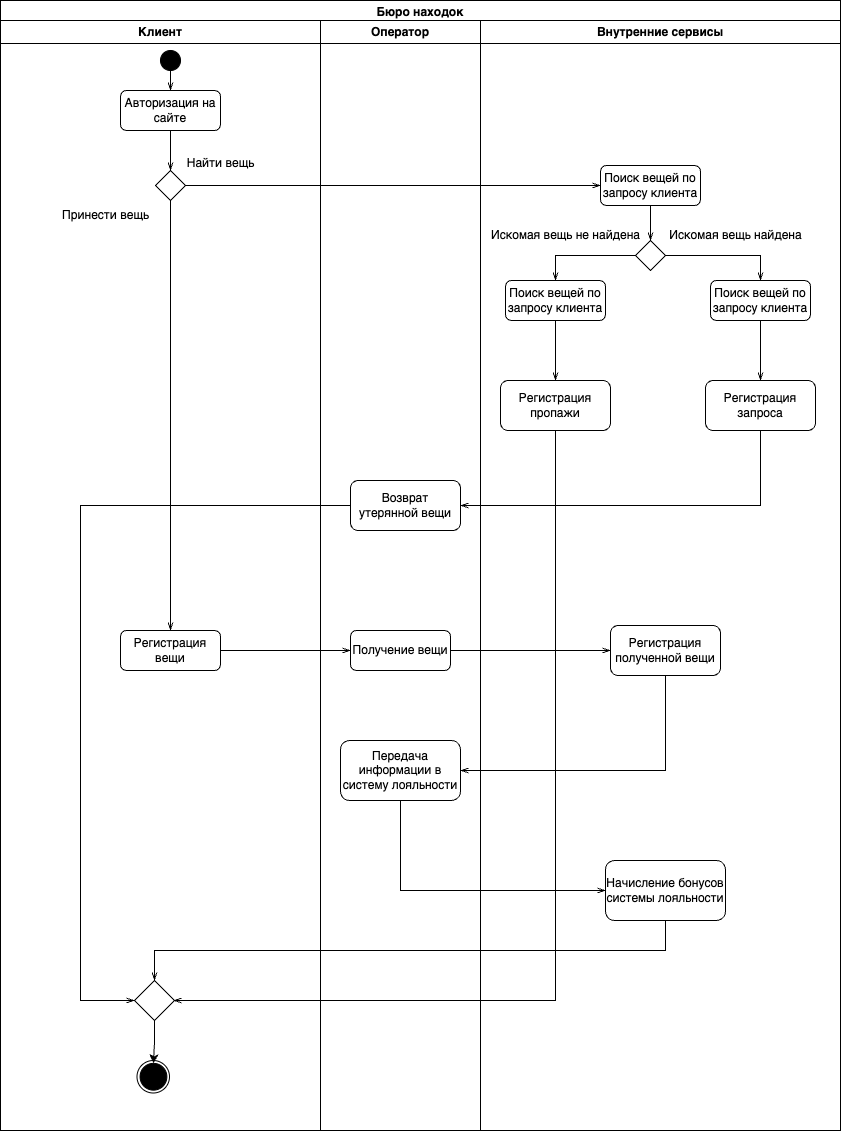 Бюро находок
Клиент
Оператор
Внутренние сервисы
Авторизация на
сайте
Найти вещь
Принести вещь
Поиск вещей по
запросу клиента
Искомая вещь не найдена
Искомая вещь найдена
Поиск вещей по
запросу клиента
Поиск вещей по
запросу клиента
Регистрация
пропажи
Регистрация
запроса
Возврат
утерянной вещи
Регистрация
вещи
Получение вещи
Регистрация
полученной вещи
Передача
информации в
систему лояльности
Начисление бонусов
системы лояльности